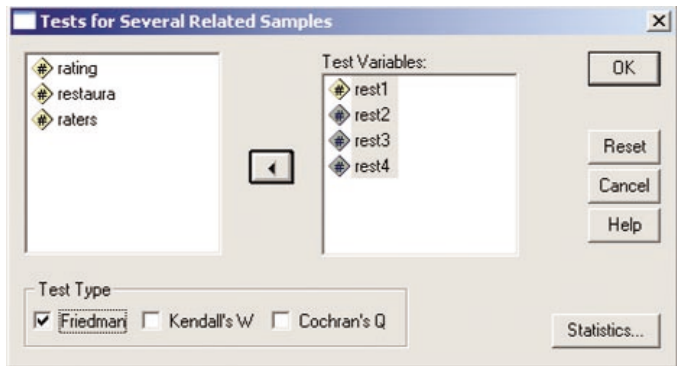 Tests for Several Related Samples
rating
restaura
raters
Test Variables:
rest1
rest2
rest3
rest4
OK
Reset
Cancel
Help
Test Type
Friedman Kendall's W Cochran's Q
Statistics...